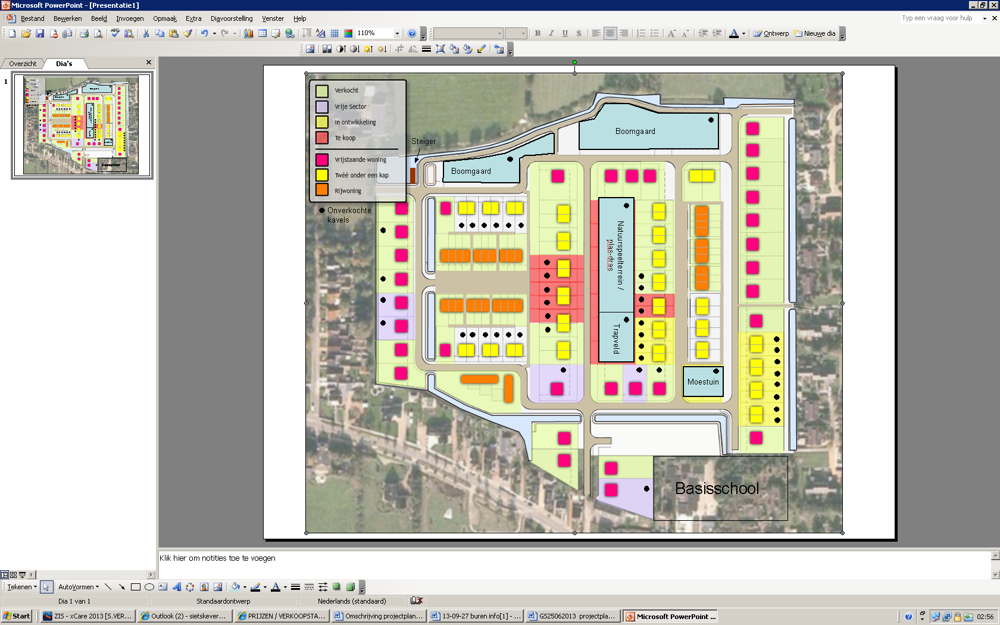 Microsoft PowerPoint - [Presentatie1]
Bestand Bewerken Beeld Invoegen Opmaak Extra Diavoorstelling Venster Help
Typ een vraag voor hulp
110%
B I U S
Ontwerp Nieuwe dia
Overzicht Dia's
1
Verkocht
Vrije Sector
In ontwikkeling
Te koop
Vrijstaande woning
Twéé onder een kap
Rijwoning
Onverkochte
kavels
Steiger
Boomgaard
Boomgaard
Natuurspeelterrein /
plas-dras
Trapveld
Moestuin
Basisschool
Klik hier om notities toe te voegen
Tekenen AutoVormen
Dia 1 van 1 Standaardontwerp Nederlands (standaard)
Start ZIS - xCare 2013 [S.VER... Outlook (2) - sietskever... PRIJZEN / VERKOOPSTA... Omschrijving projectplan... 13-09-27 buren info[1] - ... GS25062013 projectpla... Microsoft PowerPoint ... 02:56